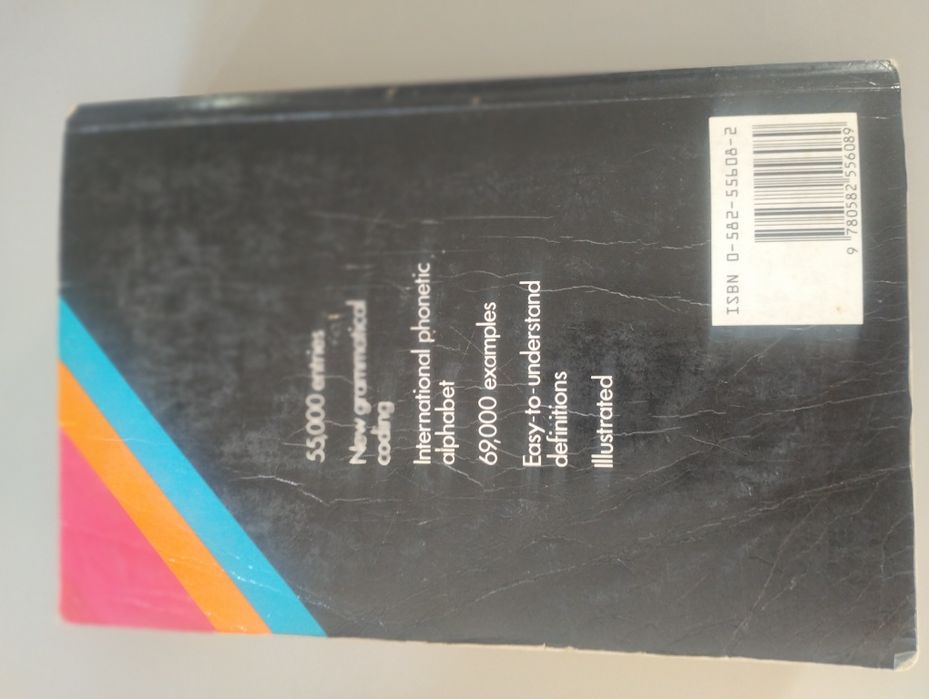 55,000 entries
New grammatical
coding
International phonetic
alphabet
69,000 examples
Easy-to-understand
definitions
Illustrated
ISBN 0-582-55608-2
9 780582 556089